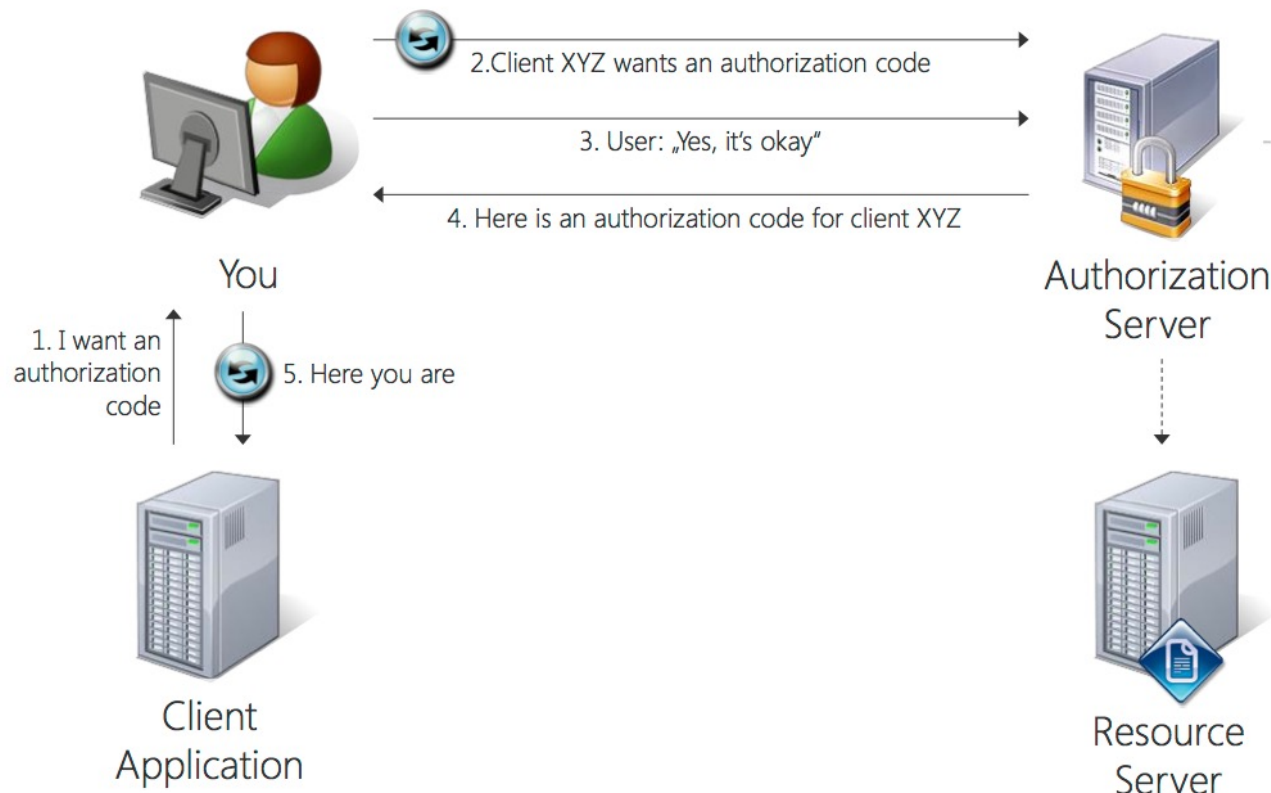 2.Client XYZ wants an authorization code
3. User: „Yes, it's okay“
4. Here is an authorization code for client XYZ
You
Authorization
Server
1. I want an
authorization
code
5. Here you are
Client
Application
Resource
Server